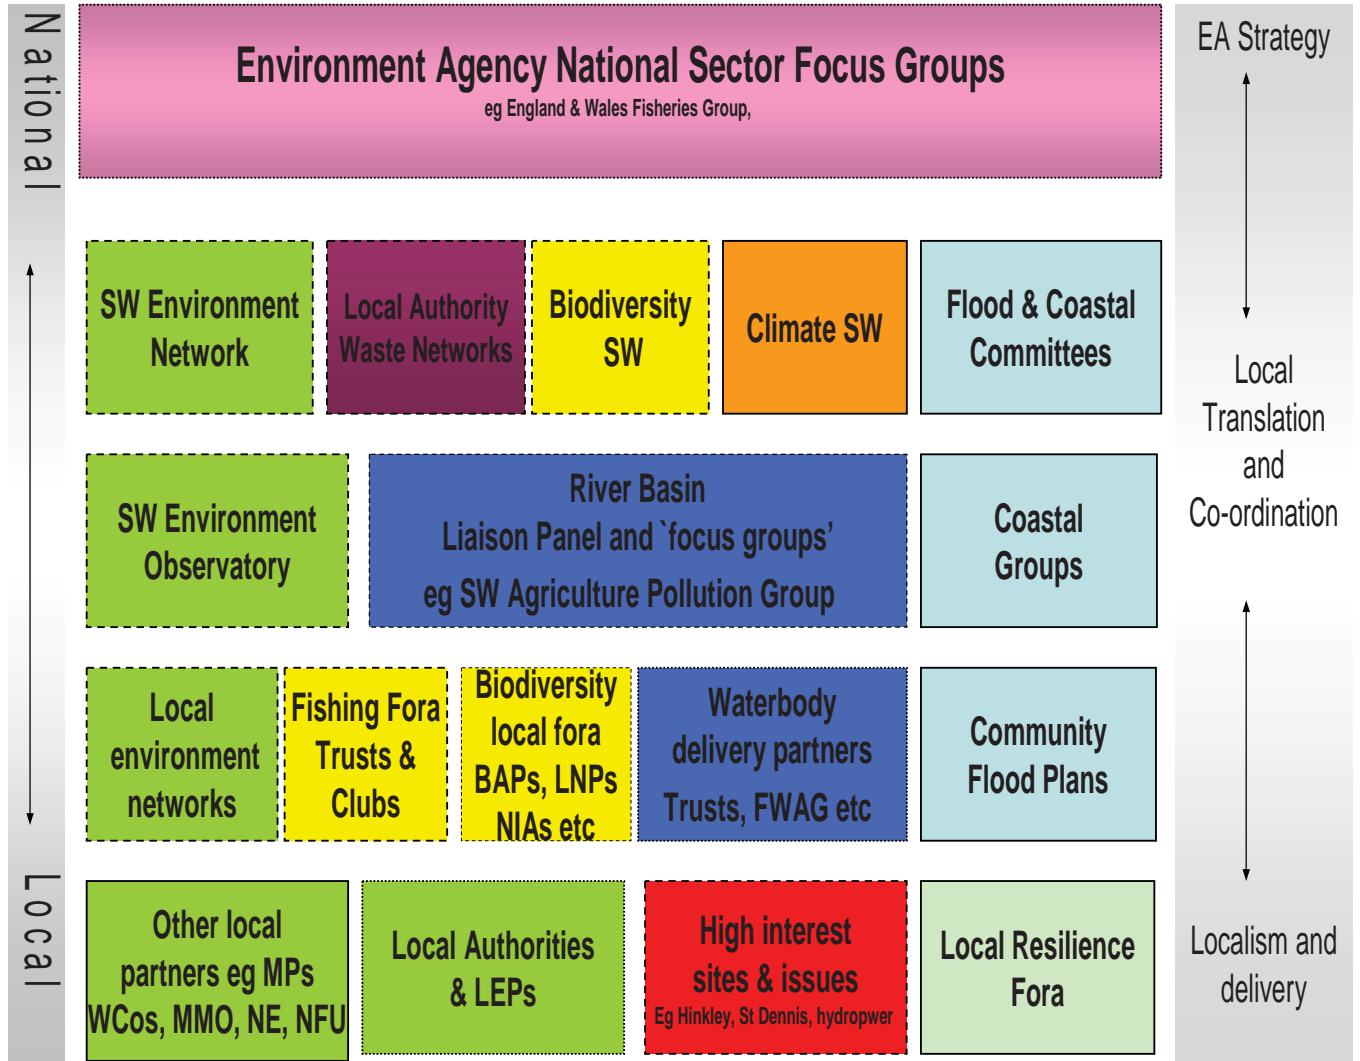 National
Environment Agency National Sector Focus Groups
eg England & Wales Fisheries Group,
EA Strategy
SW Environment
Network
Local Authority
Waste Networks
Biodiversity
SW
Climate SW
Flood & Coastal
Committees
Local
Translation
and
Co-ordination
SW Environment
Observatory
River Basin
Liaison Panel and `focus groups’
eg SW Agriculture Pollution Group
Coastal
Groups
Local
environment
networks
Fishing Fora
Trusts &
Clubs
Biodiversity
local fora
BAPs, LNPs
NIAs etc
Waterbody
delivery partners
Trusts, FWAG etc
Community
Flood Plans
Local
Other local
partners eg MPs
WCos, MMO, NE, NFU
Local Authorities
& LEPs
High interest
sites & issues
Eg Hinkley, St Dennis, hydropwer
Local Resilience
Fora
Localism and
delivery